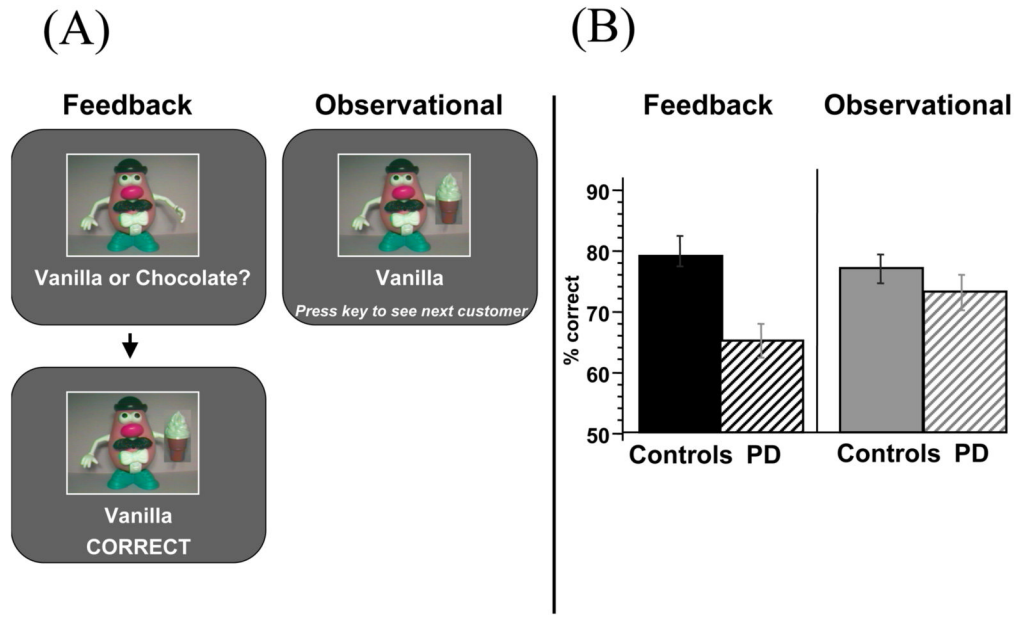 (A)
Feedback
Observational
Vanilla or Chocolate?
Vanilla
Press key to see next customer
Vanilla
CORRECT
(B)
Feedback
Observational
% correct
90
80
70
60
50
Controls PD
Controls PD